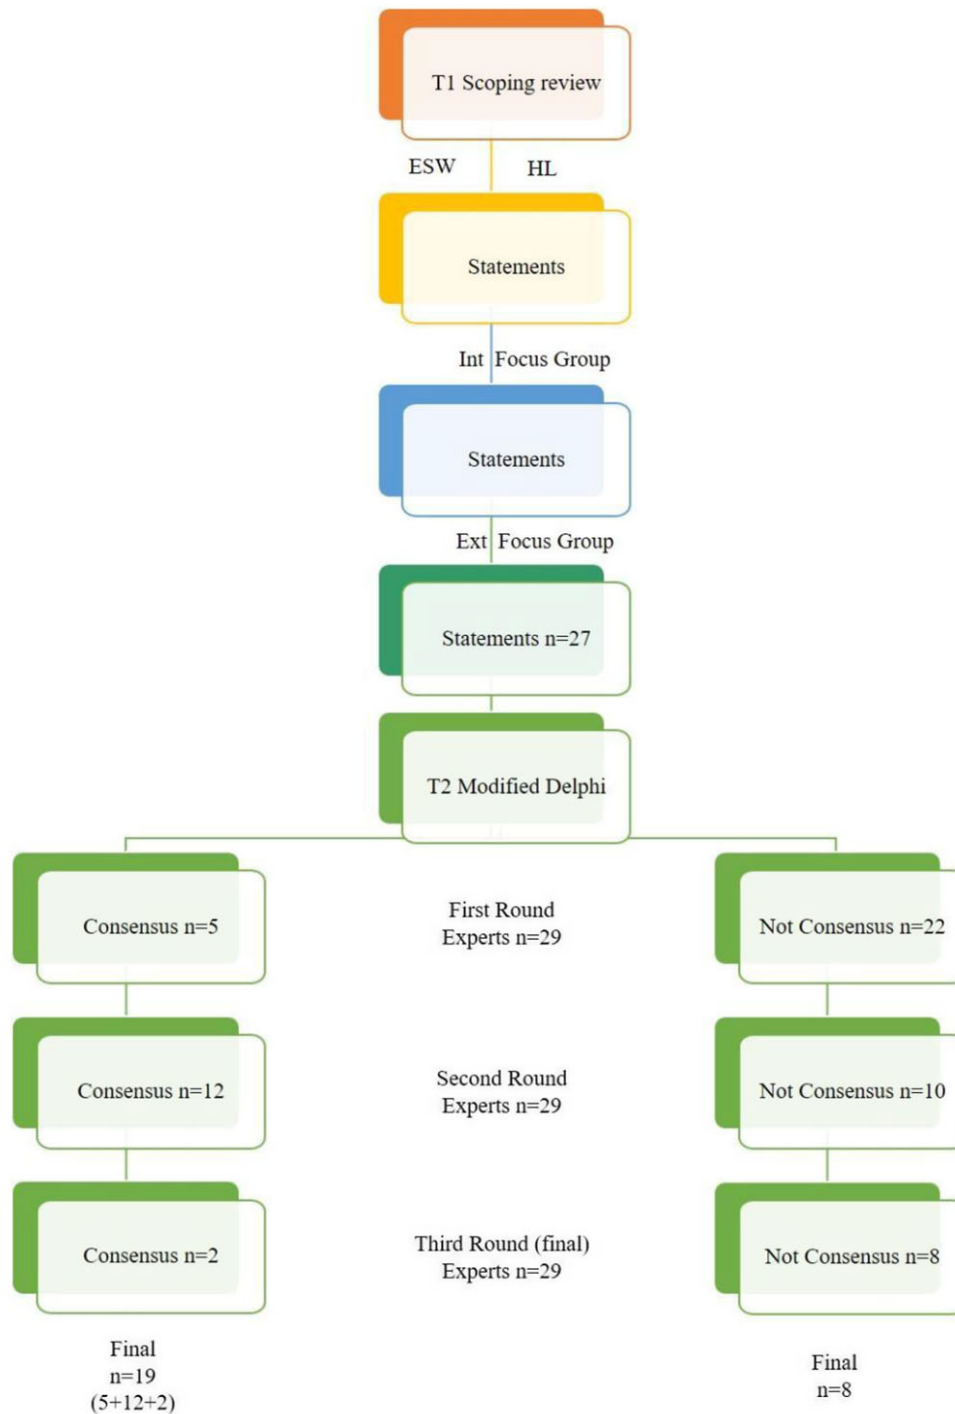 T1 Scoping review
ESW HL
Statements
Int Focus Group
Statements
Ext Focus Group
Statements n=27
T2 Modified Delphi
Consensus n=5
First Round
Experts n=29
Not Consensus n=22
Consensus n=12
Second Round
Experts n=29
Not Consensus n=10
Consensus n=2
Third Round (final)
Experts n=29
Not Consensus n=8
Final
n=19
(5+12+2)
Final
n=8